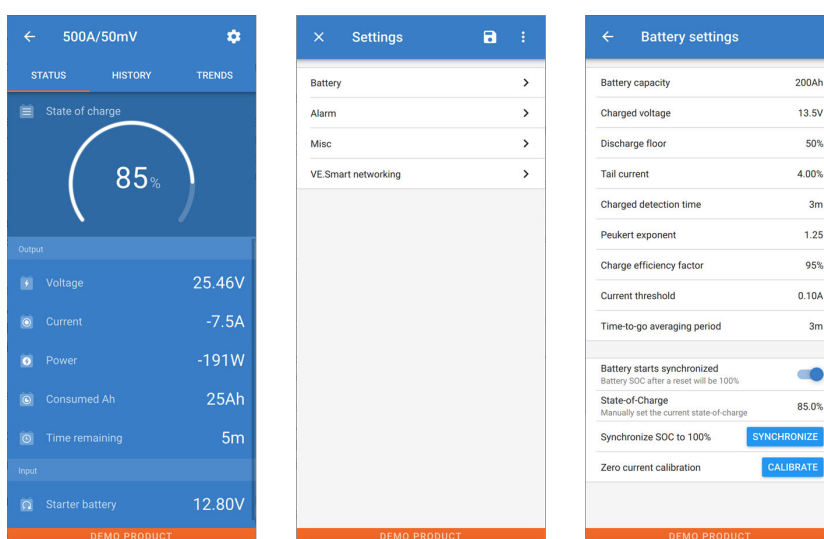 500A/50mV
STATUS HISTORY TRENDS
State of charge
85%
Output
Voltage 25.46V
Current -7.5A
Power -191W
Consumed Ah 25Ah
Time remaining 5m
Input
Starter battery 12.80V
DEMO PRODUCT
Settings
Battery
Alarm
Misc
VE.Smart networking
DEMO PRODUCT
Battery settings
Battery capacity 200Ah
Charged voltage 13.5V
Discharge floor 50%
Tail current 4.00%
Charged detection time 3m
Peukert exponent 1.25
Charge efficiency factor 95%
Current threshold 0.10A
Time-to-go averaging period 3m
Battery starts synchronized
Battery SOC after a reset will be 100%
State-of-Charge 85.0%
Manually set the current state-of-charge
Synchronize SOC to 100% SYNCHRONIZE
Zero current calibration CALIBRATE
DEMO PRODUCT